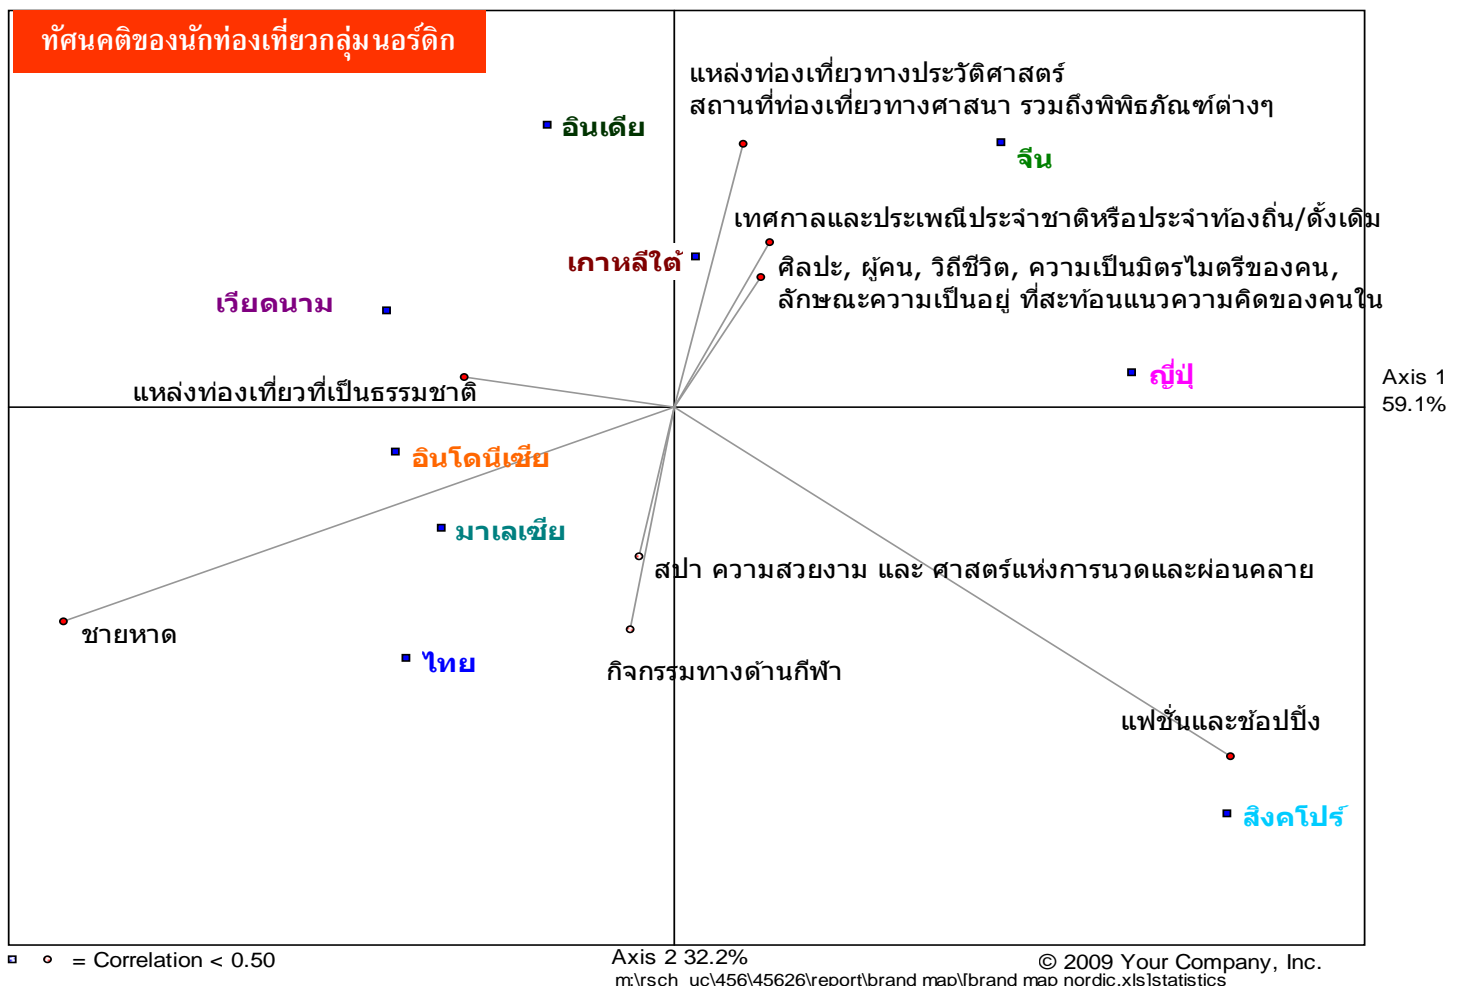 ทัศนคติของนักท่องเที่ยวกลุ่มนอร์ดิก
แหล่งท่องเที่ยวทางประวัติศาสตร์
สถานที่ท่องเที่ยวทางศาสนา รวมถึงพิพิธภัณฑ์ต่างๆ
อินเดีย
จีน
เทศกาลและประเพณีประจำชาติหรือประจำท้องถิ่น/ดั้งเดิม
เกาหลีใต้
ศิลปะ, ผู้คน, วิถีชีวิต, ความเป็นมิตรไมตรีของคน,
ลักษณะความเป็นอยู่ ที่สะท้อนแนวความคิดของคนใน
เวียดนาม
ญี่ปุ่
แหล่งท่องเที่ยวที่เป็นธรรมชาติ
Axis 1
59.1%
อินโดนีเซีย
มาเลเซีย
สปา ความสวยงาม และ ศาสตร์แห่งการนวดและผ่อนคลาย
ชายหาด
ไทย
กิจกรรมทางด้านกีฬา
แฟชั่นและช้อปปิ้ง
สิงคโปร์
= Correlation < 0.50
Axis 2 32.2%
© 2009 Your Company, Inc.
m:\rsch_uc\456\45626\report\brand map\[brand map nordic.xls]statistics